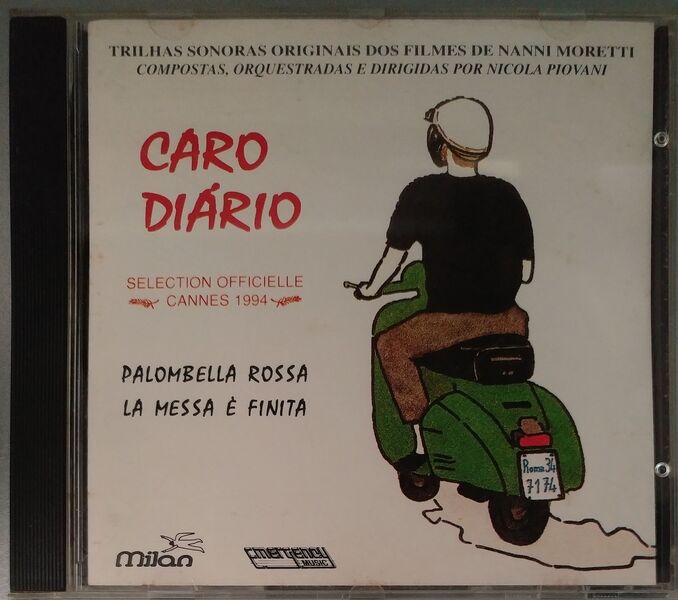 TRILHAS SONORAS ORIGINAIS DOS FILMES DE NANNI MORETTI
COMPOSTAS, ORQUESTRADAS E DIRIGIDAS POR NICOLA PIOVANI
CARO
DIÁRIO
SELECTION OFFICIELLE
CANNES 1994
PALOMBELLA ROSSA
LA MESSA È FINITA
Roma 34
7174
milan
emergency
MUSIC